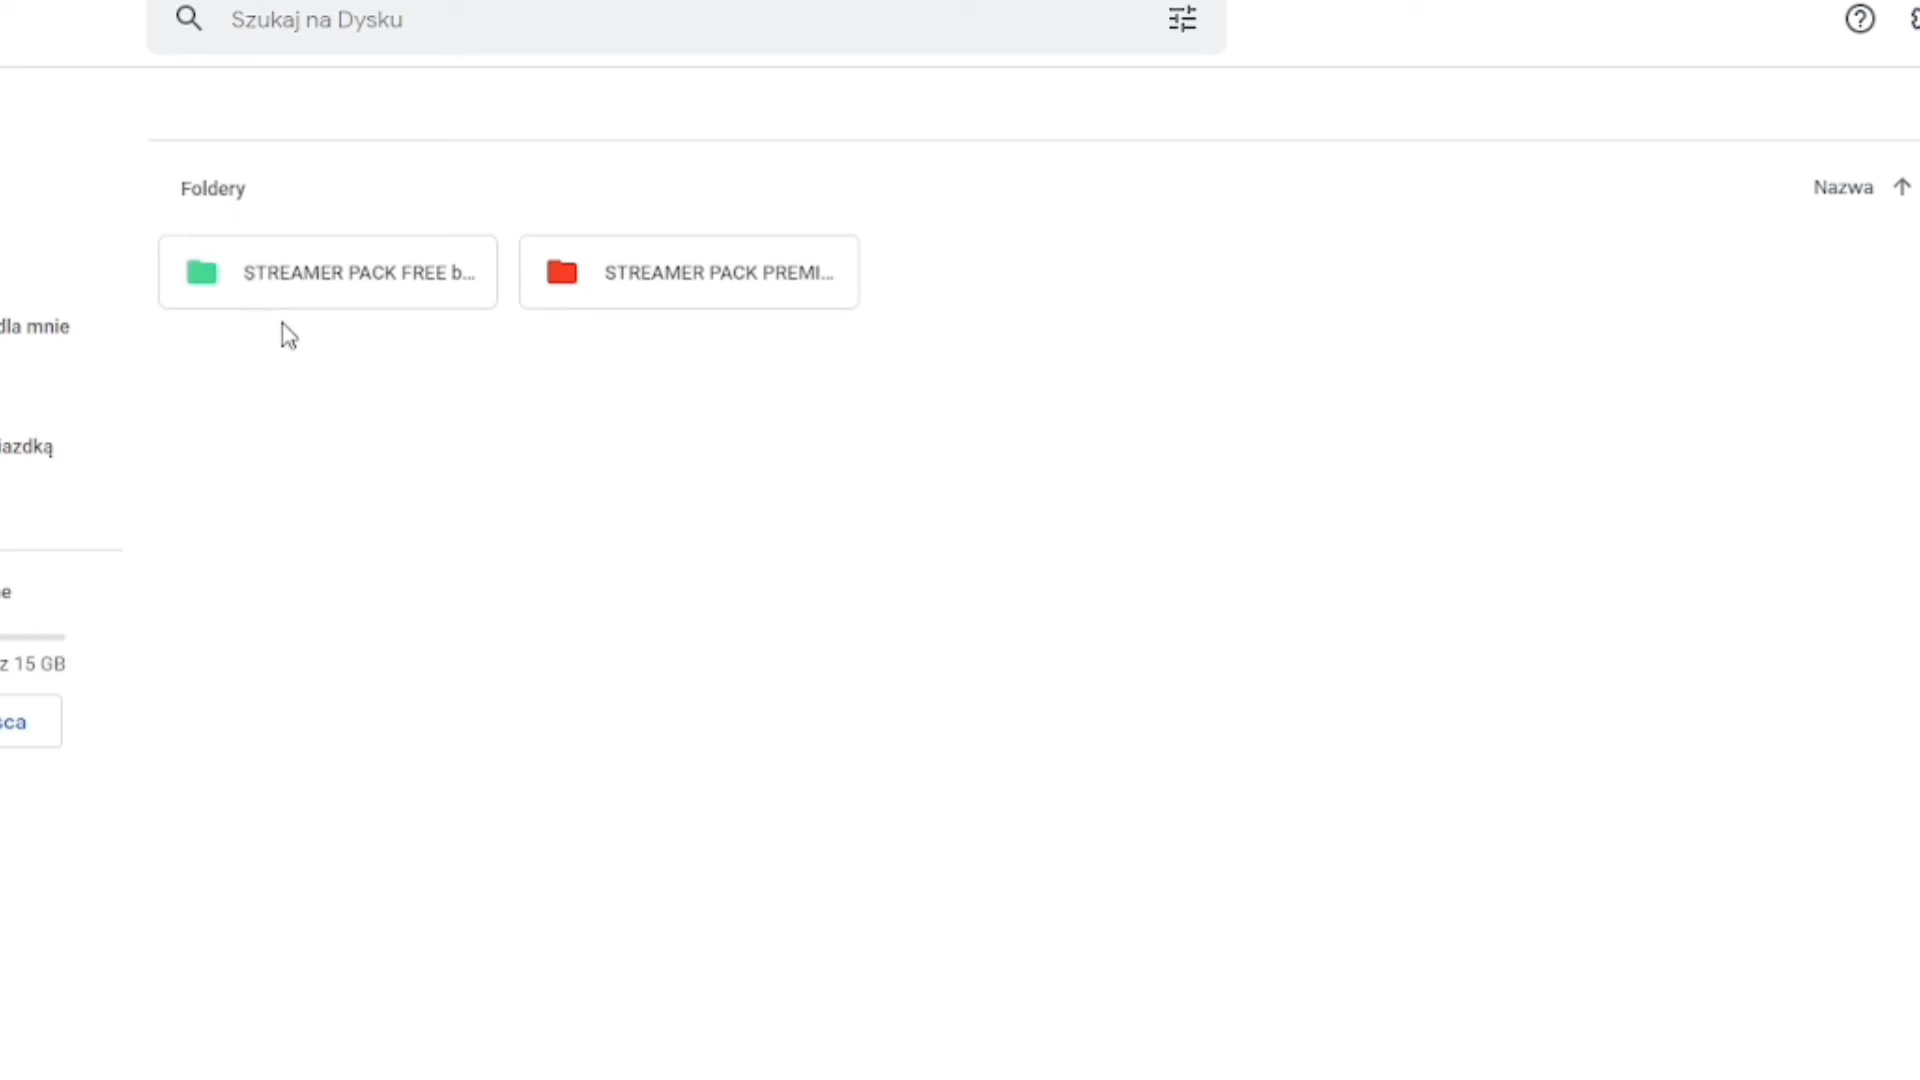 Szukaj na Dysku
Foldery
Nazwa
STREAMER PACK FREE b...
STREAMER PACK PREMI...
dla mnie
iazdką
e
z 15 GB
sca